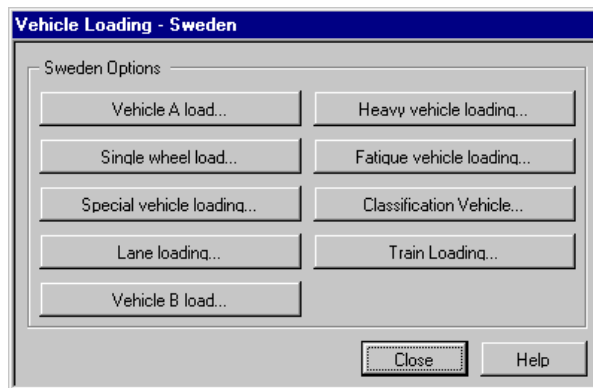 Vehicle Loading - Sweden
Sweden Options
Vehicle A load...
Heavy vehicle loading...
Single wheel load...
Fatigue vehicle loading...
Special vehicle loading...
Classification Vehicle...
Lane loading...
Train Loading...
Vehicle B load...
Close
Help